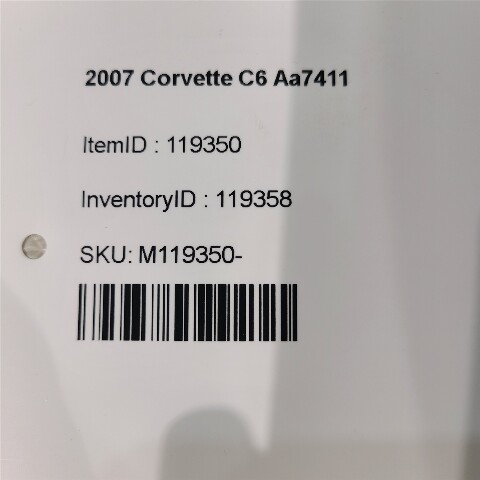 2007 Corvette C6 Aa7411
ItemID : 119350
InventoryID : 119358
SKU: M119350-